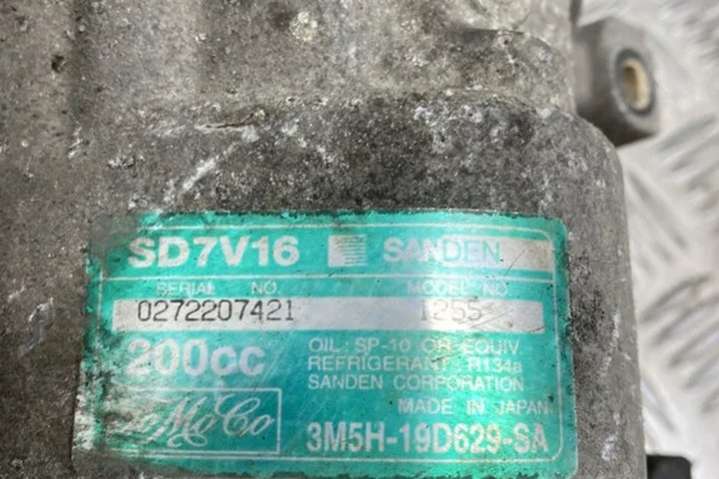 SD7V16 SANDEN
SERIAL NO. MODEL NO
0272207421 1255
200cc
OIL : SP-10 OR EQUIV.
REFRIGERANT : R134a
SANDEN CORPORATION
MADE IN JAPAN
FoMoCo
3M5H-19D629-SA